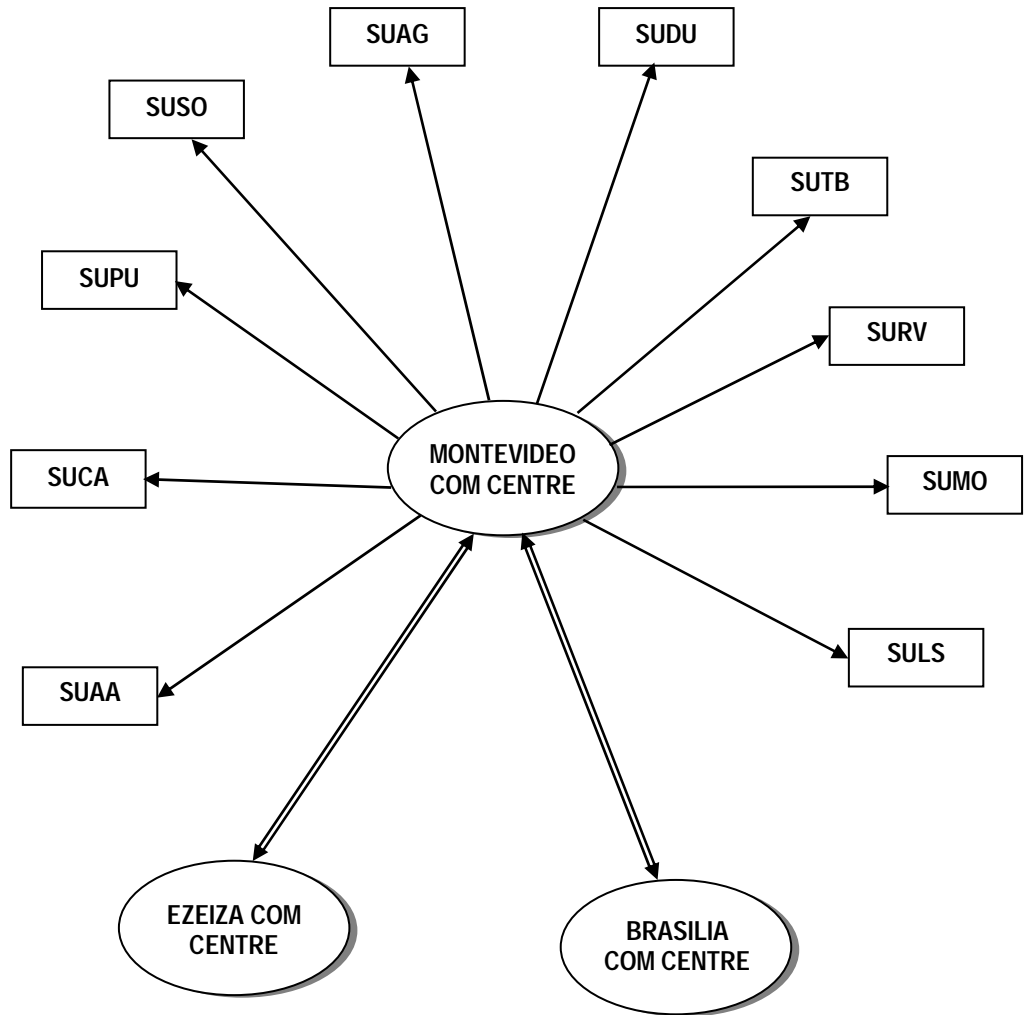 SUAG
SUDU
SUSO
SUTB
SUPU
SURV
MONTEVIDEO
COM CENTRE
SUCA
SUMO
SULS
SUAA
EZEIZA COM
CENTRE
BRASILIA
COM CENTRE